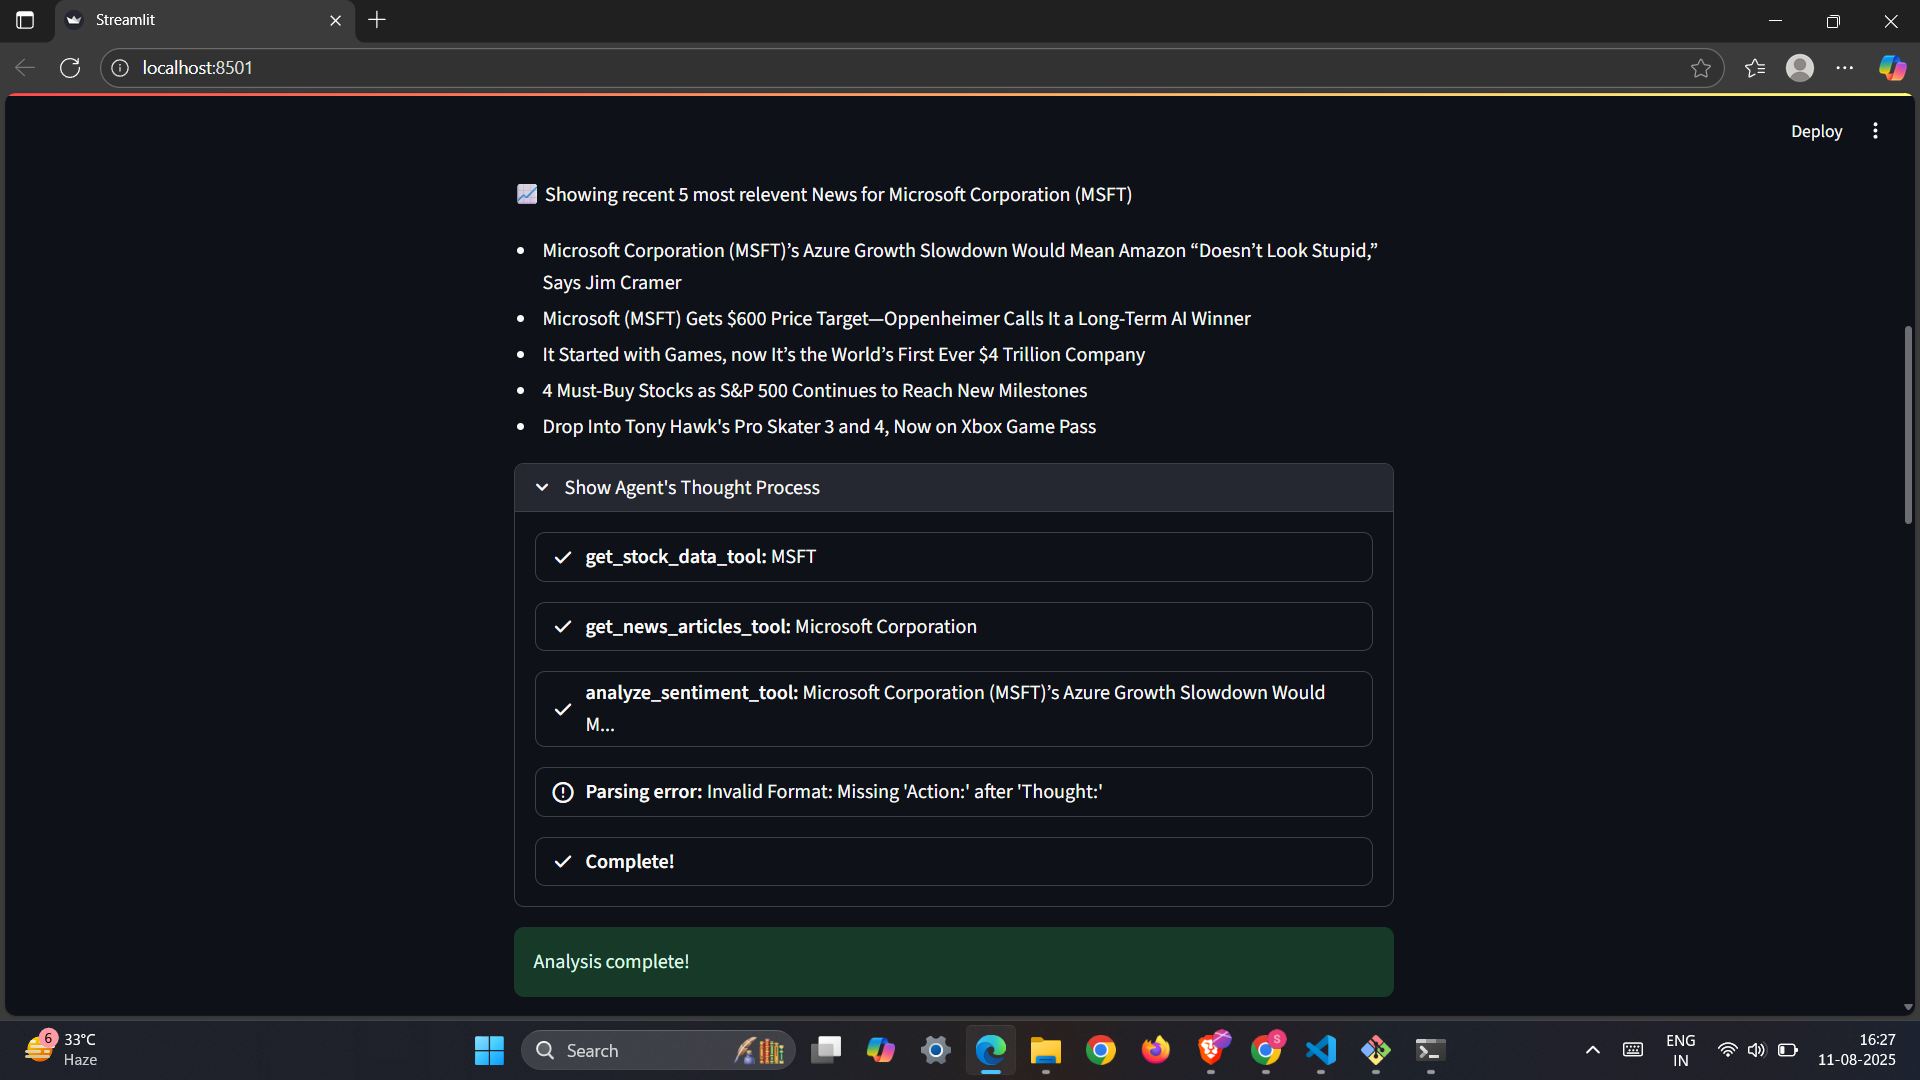 Streamlit
localhost:8501
Deploy
Showing recent 5 most relevent News for Microsoft Corporation (MSFT)
Microsoft Corporation (MSFT)’s Azure Growth Slowdown Would Mean Amazon “Doesn’t Look Stupid,”
Says Jim Cramer
Microsoft (MSFT) Gets $600 Price Target—Oppenheimer Calls It a Long-Term AI Winner
It Started with Games, now It’s the World’s First Ever $4 Trillion Company
4 Must-Buy Stocks as S&P 500 Continues to Reach New Milestones
Drop Into Tony Hawk's Pro Skater 3 and 4, Now on Xbox Game Pass
Show Agent's Thought Process
get_stock_data_tool: MSFT
get_news_articles_tool: Microsoft Corporation
analyze_sentiment_tool: Microsoft Corporation (MSFT)’s Azure Growth Slowdown Would
M...
Parsing error: Invalid Format: Missing 'Action:' after 'Thought:'
Complete!
Analysis complete!
6
33°C
Haze
Search
S
ENG
IN
16:27
11-08-2025